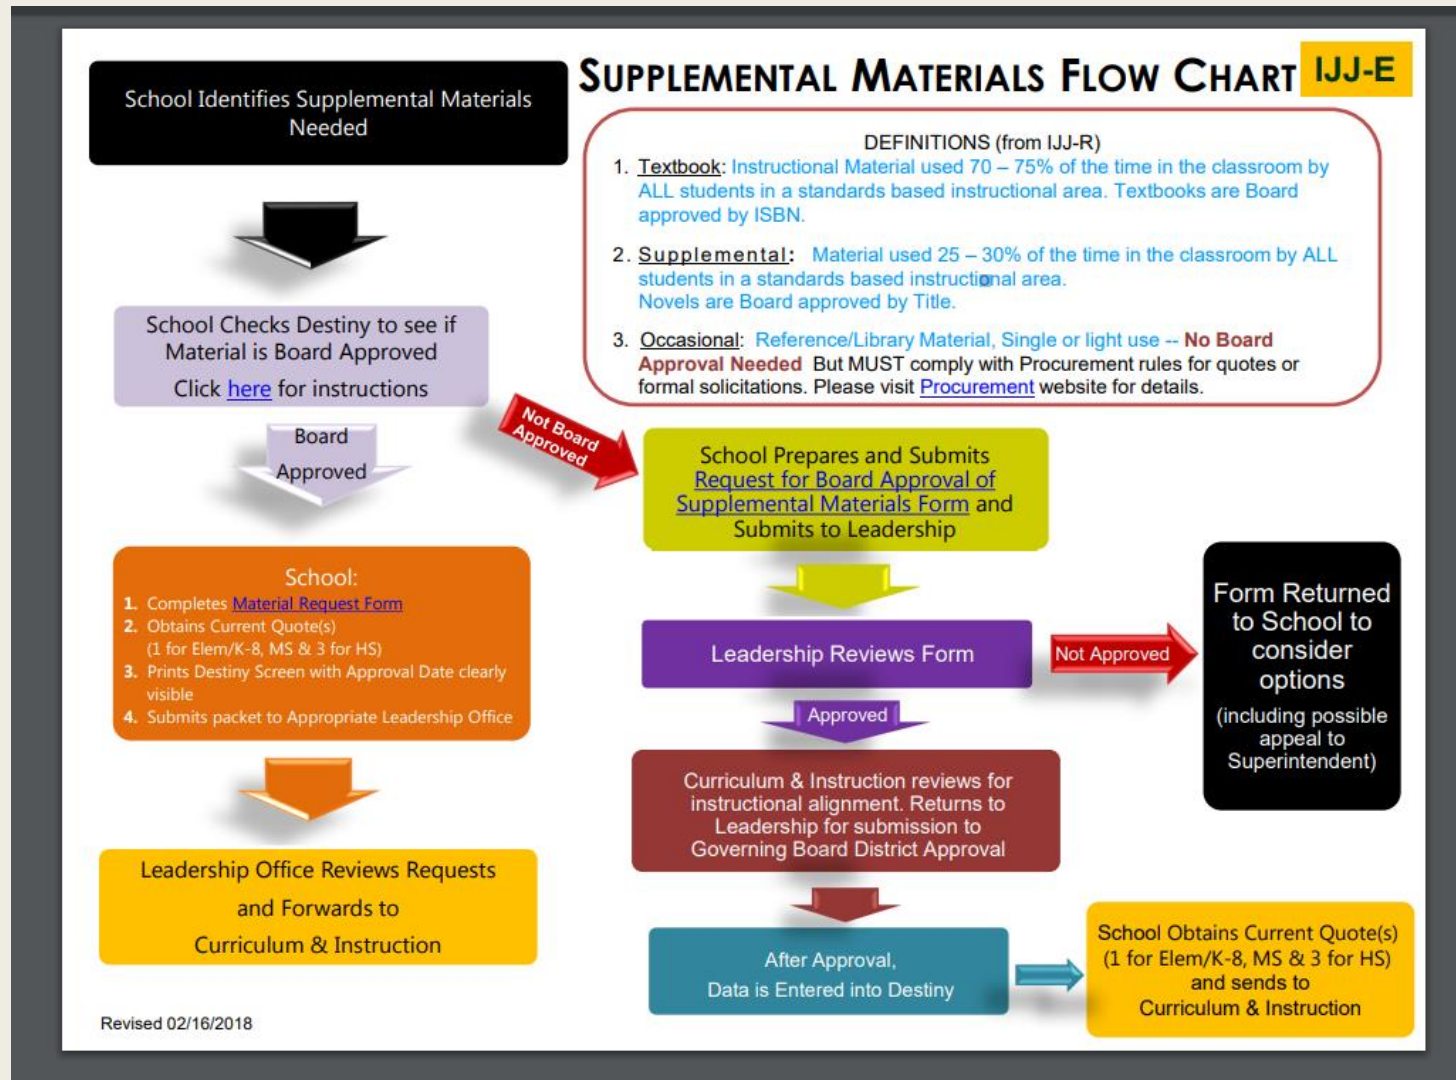 SUPPLEMENTAL MATERIALS FLOW CHART
IJJ-E
School Identifies Supplemental Materials
Needed
DEFINITIONS (from IJJ-R)
1. Textbook: Instructional Material used 70 – 75% of the time in the classroom by
ALL students in a standards based instructional area. Textbooks are Board
approved by ISBN.
2. Supplemental: Material used 25 – 30% of the time in the classroom by ALL
students in a standards based instructional area.
Novels are Board approved by Title.
3. Occasional: Reference/Library Material, Single or light use -- No Board
Approval Needed But MUST comply with Procurement rules for quotes or
formal solicitations. Please visit Procurement website for details.
School Checks Destiny to see if
Material is Board Approved
Click here for instructions
Board
Approved
Not Board
Approved
School:
1. Completes Material Request Form
2. Obtains Current Quote(s)
(1 for Elem/K-8, MS & 3 for HS)
3. Prints Destiny Screen with Approval Date clearly
visible
4. Submits packet to Appropriate Leadership Office
Leadership Office Reviews Requests
and Forwards to
Curriculum & Instruction
School Prepares and Submits
Request for Board Approval of
Supplemental Materials Form and
Submits to Leadership
Leadership Reviews Form
Not Approved
Form Returned
to School to
consider
options
(including possible
appeal to
Superintendent)
Approved
Curriculum & Instruction reviews for
instructional alignment. Returns to
Leadership for submission to
Governing Board District Approval
After Approval,
Data is Entered into Destiny
School Obtains Current Quote(s)
(1 for Elem/K-8, MS & 3 for HS)
and sends to
Curriculum & Instruction
Revised 02/16/2018